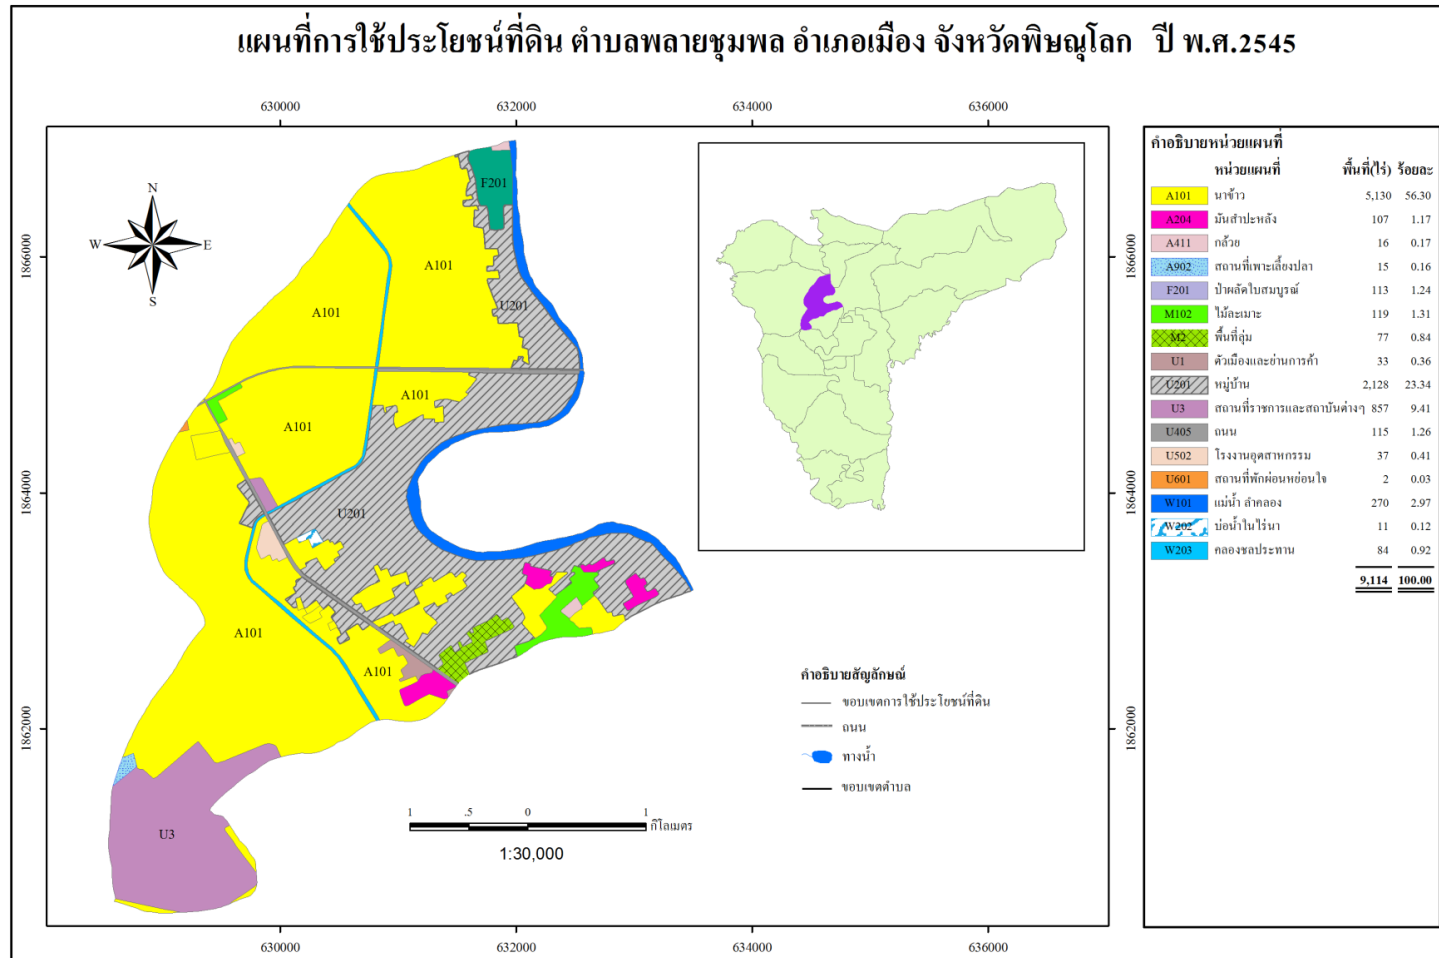 แผนที่การใช้ประโยชน์ที่ดิน ตำบลพลายชุมพล อำเภอเมือง จังหวัดพิษณุโลก ปี พ.ศ.2545
630000 632000 634000 636000
1866000
1864000
1862000
N
W E
S
F201
A101
A101
U201
A101
A101
U201
A101
A101
U3
คำอธิบายสัญลักษณ์
ขอบเขตการใช้ประโยชน์ที่ดิน
ถนน
ทางน้ำ
ขอบเขตตำบล
1 .5 0 1
กิโลเมตร
1:30,000
1866000
1864000
1862000
630000 632000 634000 636000
คำอธิบายหน่วยแผนที่
หน่วยแผนที่ พื้นที่(ไร่) ร้อยละ
A101 นาข้าว 5,130 56.30
A204 มันสำปะหลัง 107 1.17
A411 กล้วย 16 0.17
A902 สถานที่เพาะเลี้ยงปลา 15 0.16
F201 ป่าผลัดใบสมบูรณ์ 113 1.24
M102 ไม้ละเมาะ 119 1.31
M2 พื้นที่ลุ่ม 77 0.84
U1 ตัวเมืองและย่านการค้า 33 0.36
U201 หมู่บ้าน 2,128 23.34
U3 สถานที่ราชการและสถาบันต่างๆ 857 9.41
U405 ถนน 115 1.26
U502 โรงงานอุตสาหกรรม 37 0.41
U601 สถานที่พักผ่อนหย่อนใจ 2 0.03
W101 แม่น้ำ ลำคลอง 270 2.97
W202 บ่อน้ำในไร่นา 11 0.12
W203 คลองชลประทาน 84 0.92
9,114 100.00